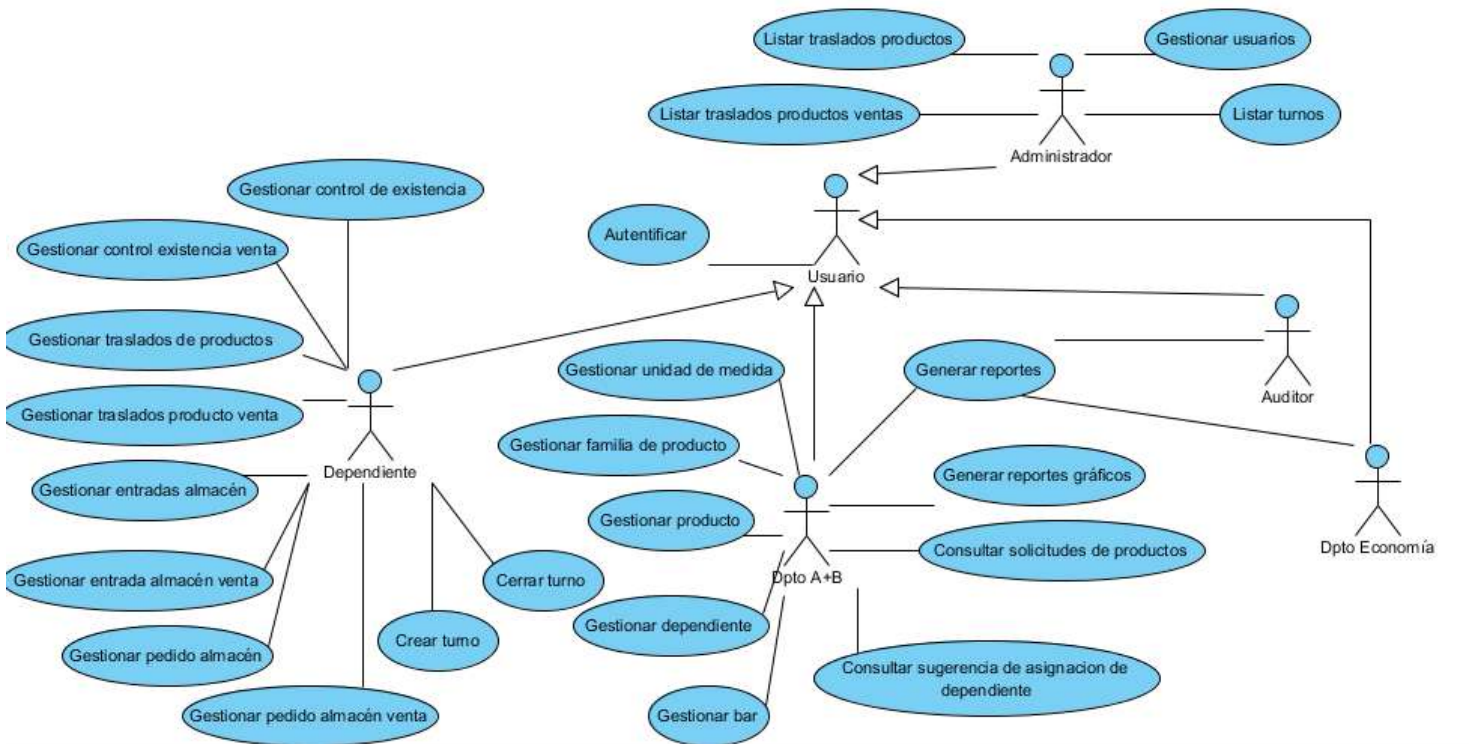 Listar traslados productos
Gestionar usuarios
Listar traslados productos ventas
Listar turnos
Administrador
Gestionar control de existencia
Autentificar
Gestionar control existencia venta
Usuario
Gestionar traslados de productos
Gestionar unidad de medida
Generar reportes
Auditor
Gestionar traslados producto venta
Gestionar familia de producto
Dependiente
Generar reportes gráficos
Gestionar entradas almacén
Gestionar producto
Dpto Economía
Consultar solicitudes de productos
Gestionar entrada almacén venta
Cerrar turno
Dpto A+B
Gestionar dependiente
Crear turno
Gestionar pedido almacén
Consultar sugerencia de asignacion de
dependiente
Gestionar pedido almacén venta
Gestionar bar